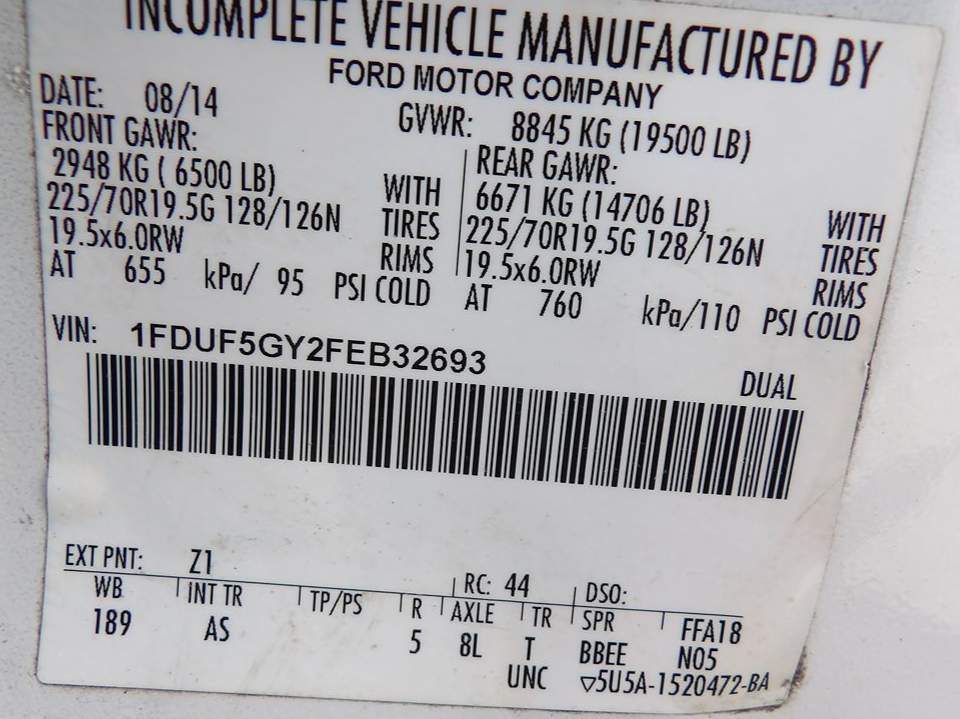 INCOMPLETE VEHICLE MANUFACTURED BY
FORD MOTOR COMPANY
DATE: 08/14 GVWR: 8845 KG (19500 LB)
FRONT GAWR: REAR GAWR:
2948 KG ( 6500 LB) WITH 6671 KG (14706 LB) WITH
225/70R19.5G 128/126N TIRES 225/70R19.5G 128/126N TIRES
19.5x6.0RW RIMS 19.5x6.0RW RIMS
AT 655 kPa/ 95 PSI COLD AT 760 kPa/110 PSI COLD
VIN: 1FDUF5GY2FEB32693
DUAL
EXT PNT: Z1 RC: 44 DSO:
WB INT TR TP/PS R AXLE TR SPR FFA18
189 AS 5 8L T BBEE N05
UNC ▽5U5A-1520472-BA